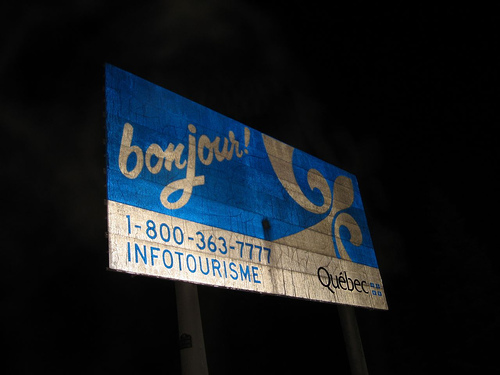 bonjour!
1-800-363-7777
INFOTOURISME
Québec